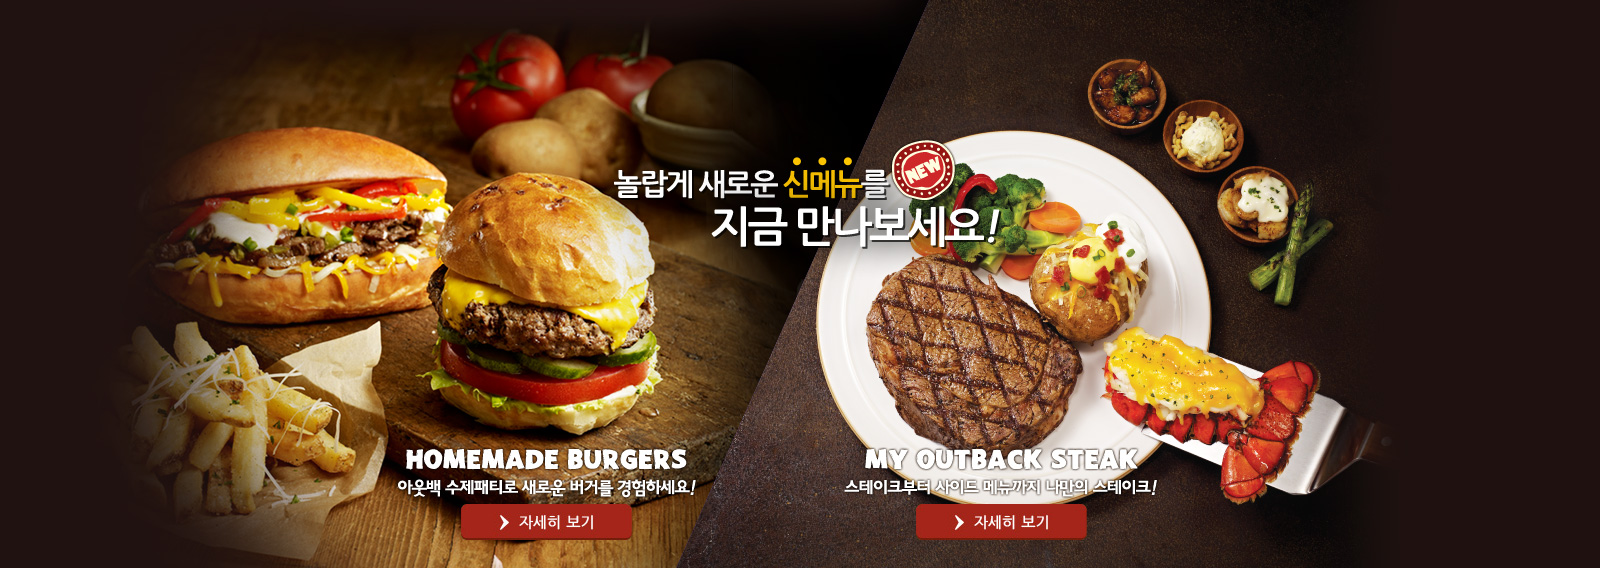 놀랍게 새로운 신메뉴를 NEW
지금 만나보세요!
HOMEMADE BURGERS
아웃백 수제패티로 새로운 버거를 경험하세요!
자세히 보기
MY OUTBACK STEAK
스테이크부터 사이드 메뉴까지 나만의 스테이크!
자세히 보기